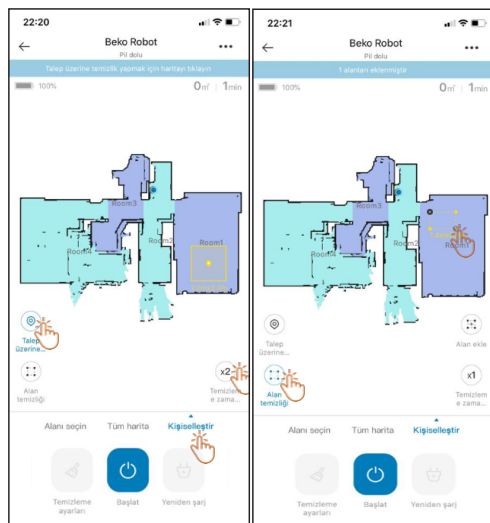 22:20
Beko Robot
Pil dolu
Talep üzerine temizlik yapmak için haritayı tıklayın
100%
0m² | 1min
Room3
Room4
Room2
Room1
Talep
üzerine...
x2
Alan
temizliği
Temizlem
e zama...
Alanı seçin
Tüm harita
Kişiselleştir
Temizleme
ayarları
Başlat
Yeniden şarj
22:21
Beko Robot
Pil dolu
1 alanları eklenmiştir
100%
0m² | 1min
Room3
Room4
Room2
Room1
Talep
üzerine...
Alan ekle
x1
Alan
temizliği
Temizlem
e zama...
Alanı seçin
Tüm harita
Kişiselleştir
Temizleme
ayarları
Başlat
Yeniden şarj